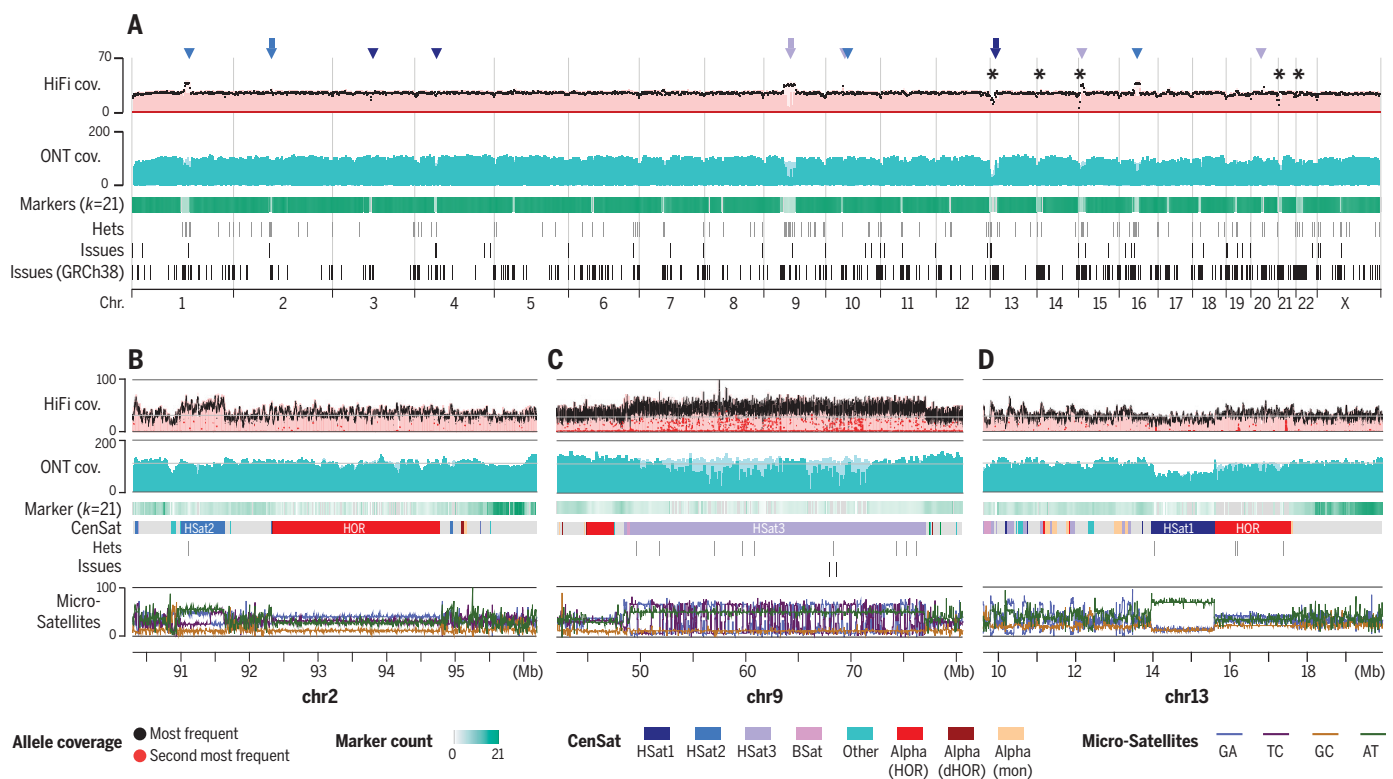 A
70
HiFi cov.
0
* * * * *
200
ONT cov.
0
Markers (k=21)
Hets
Issues
Issues (GRCh38)
Chr. 1 2 3 4 5 6 7 8 9 10 11 12 13 14 15 16 17 18 19 20 21 22 X
B C D
100
HiFi cov.
0
200
ONT cov.
0
Marker (k=21)
CenSat HSat2 HOR HSat3 HSat1 HOR
Hets
Issues
100
Micro-
Satellites
0
91 92 93 94 95 (Mb) 50 60 70 (Mb) 10 12 14 16 18 (Mb)
chr2 chr9 chr13
Allele coverage
Most frequent
Second most frequent
Marker count
0 21
CenSat
HSat1 HSat2 HSat3 BSat Other Alpha (HOR) Alpha (dHOR) Alpha (mon)
Micro-Satellites
GA TC GC AT